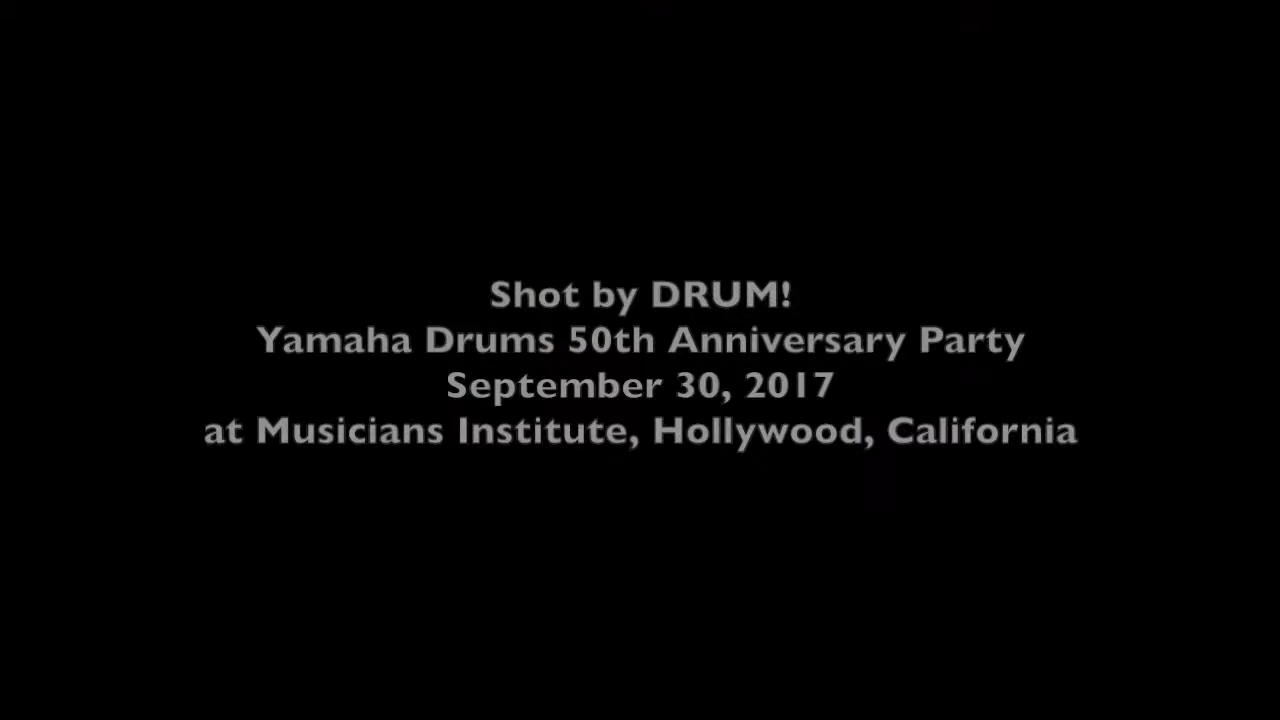 Shot by DRUM!
Yamaha Drums 50th Anniversary Party
September 30, 2017
at Musicians Institute, Hollywood, California